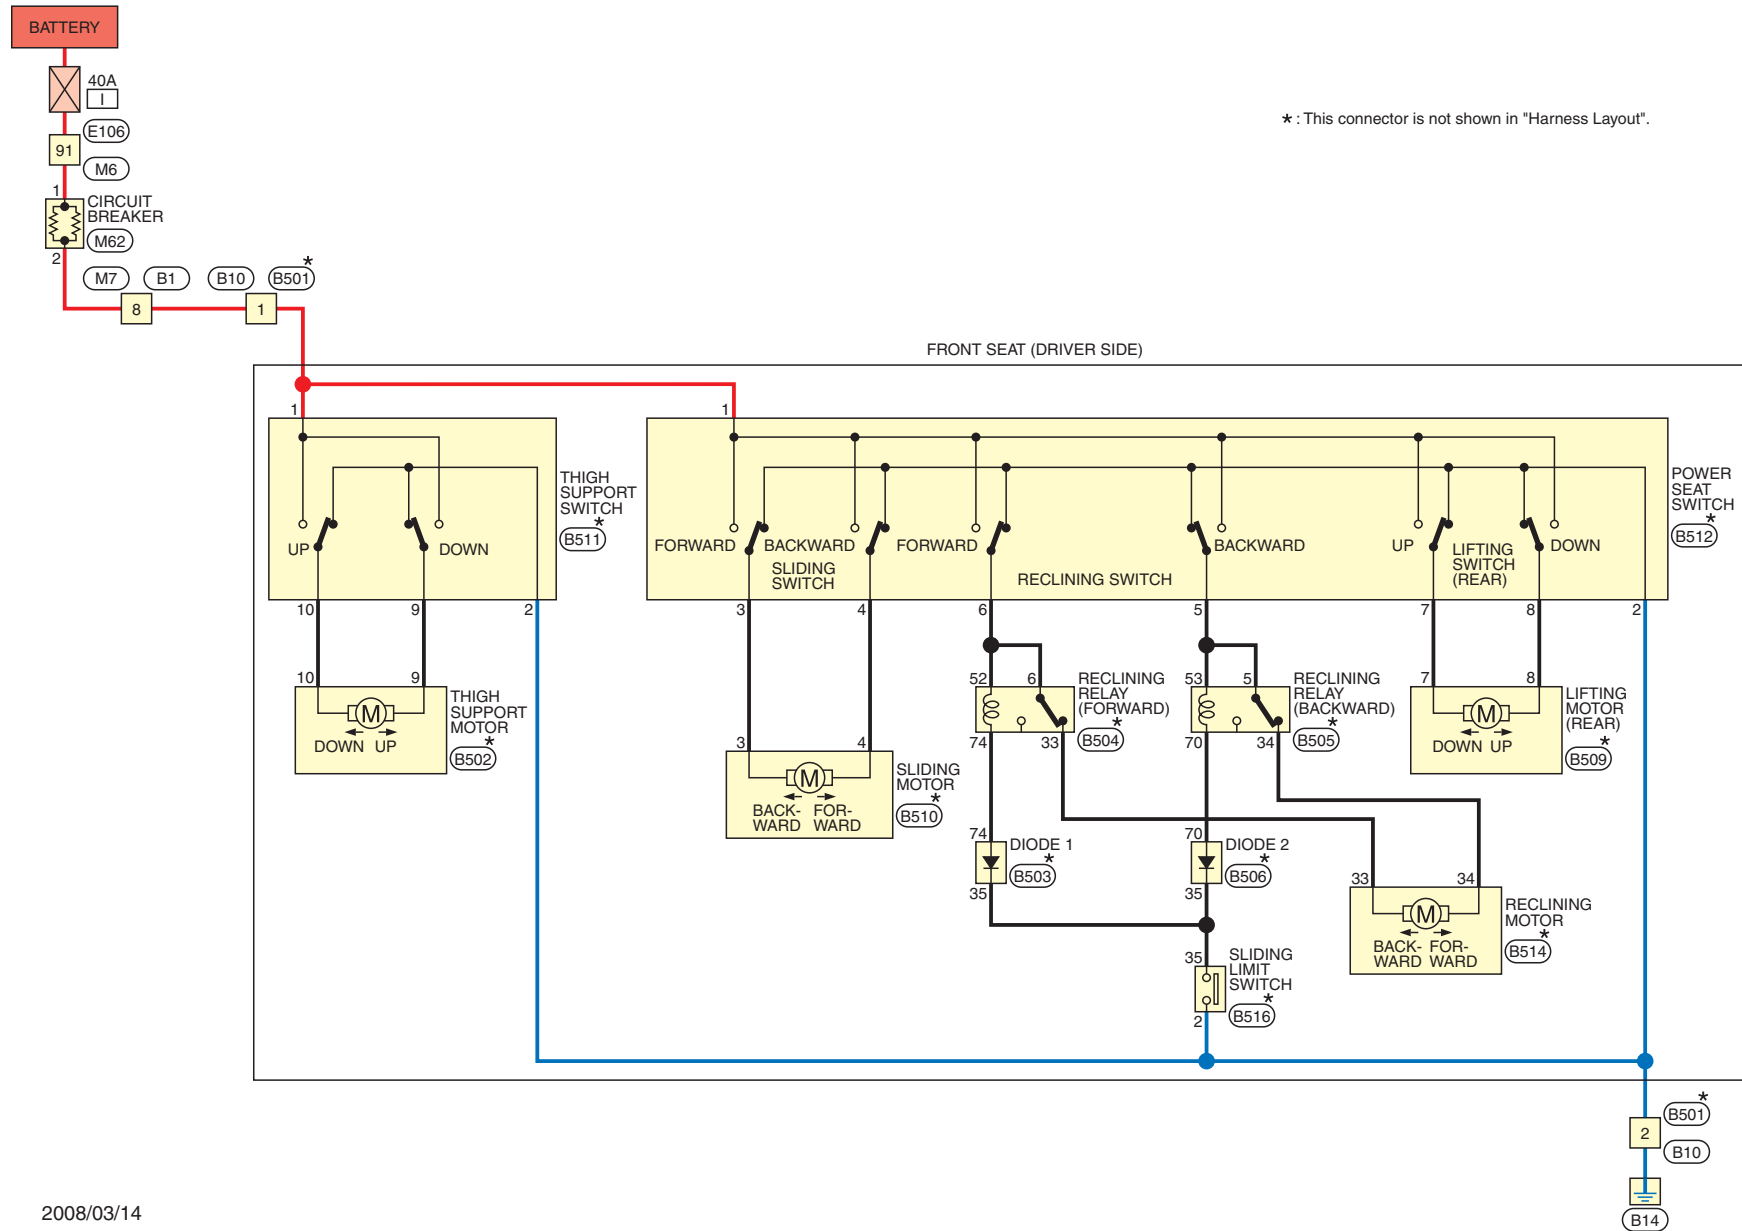 BATTERY
40A
I
E106
91
M6
* : This connector is not shown in "Harness Layout".
1
CIRCUIT
BREAKER
M62
2
M7 B1 B10 B501 *
8 1
FRONT SEAT (DRIVER SIDE)
1 1
THIGH
SUPPORT
SWITCH
*
B511
UP DOWN
10 9 2
POWER
SEAT
SWITCH
*
B512
FORWARD BACKWARD FORWARD BACKWARD UP DOWN
SLIDING
SWITCH
RECLINING SWITCH
LIFTING
SWITCH
(REAR)
3 4 6 5 7 8 2
10 9
THIGH
SUPPORT
MOTOR
*
B502
M
DOWN UP
3 4
SLIDING
MOTOR
*
B510
M
BACK- FOR-
WARD WARD
52 6
RECLINING
RELAY
(FORWARD)
*
B504
74 33
53 5
RECLINING
RELAY
(BACKWARD)
*
B505
70 34
7 8
LIFTING
MOTOR
(REAR)
*
B509
M
DOWN UP
74
DIODE 1
*
B503
35
70
DIODE 2
*
B506
35
33 34
RECLINING
MOTOR
*
B514
M
BACK- FOR-
WARD WARD
35
SLIDING
LIMIT
SWITCH
*
B516
2
*
B501
2
B10
B14
2008/03/14